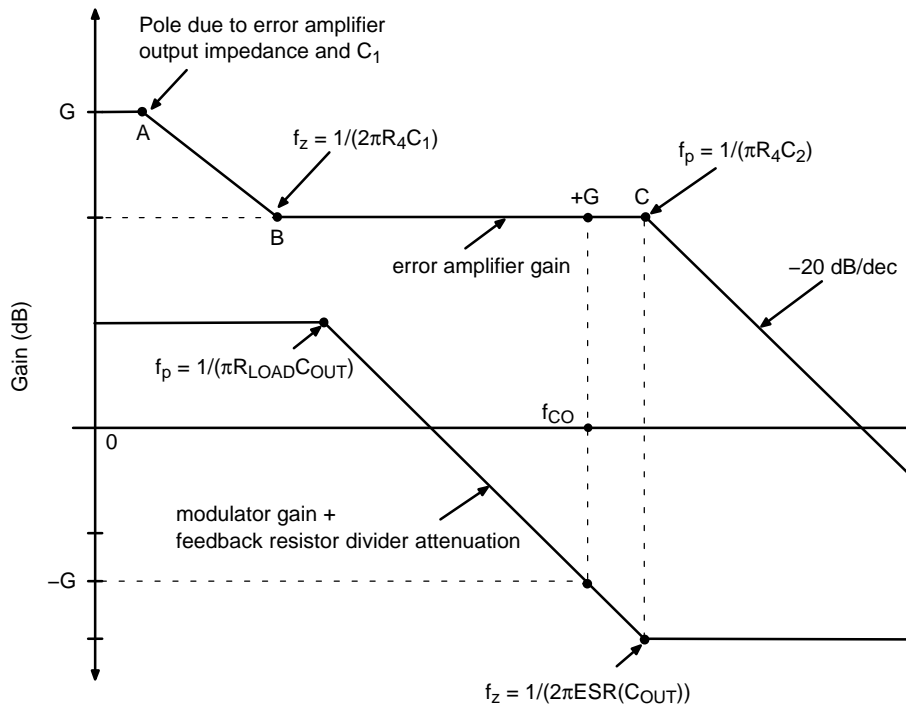 Pole due to error amplifier
output impedance and C1
G
A
fz = 1/(2πR4C1)
fp = 1/(πR4C2)
+G
C
B
error amplifier gain
–20 dB/dec
Gain (dB)
fp = 1/(πRLOADCOUT)
fCO
0
modulator gain +
feedback resistor divider attenuation
–G
fz = 1/(2πESR(COUT))